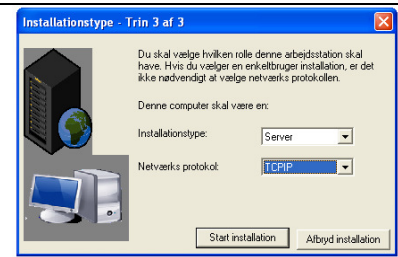 Installationstype - Trin 3 af 3
Du skal vælge hvilken rolle denne arbejdsstation skal
have. Hvis du vælger en enkeltbruger installation, er det
ikke nødvendigt at vælge netværks protokollen.
Denne computer skal være en:
Installationstype: Server
Netværks protokol: TCPIP
Start installation Afbryd installation